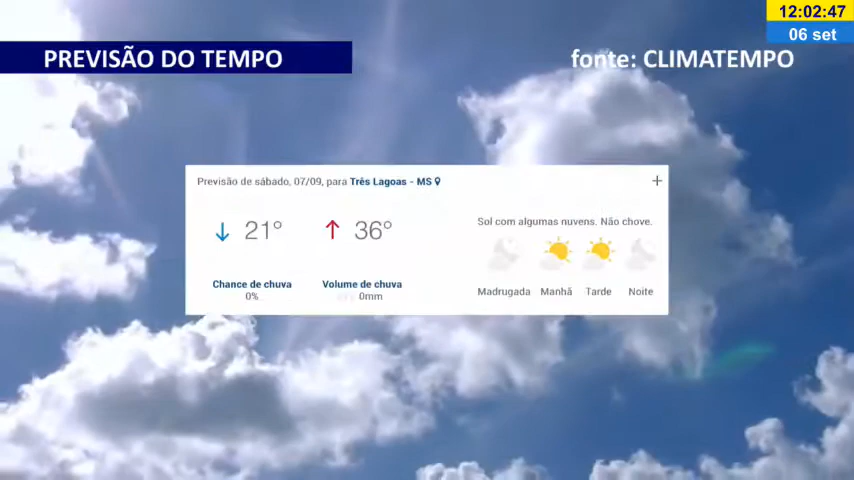 12:02:47
06 set
PREVISÃO DO TEMPO
fonte: CLIMATEMPO
Previsão de sábado, 07/09, para Três Lagoas - MS
+
↓ 21° ↑ 36°
Sol com algumas nuvens. Não chove.
Chance de chuva Volume de chuva
0% 0mm
Madrugada Manhã Tarde Noite